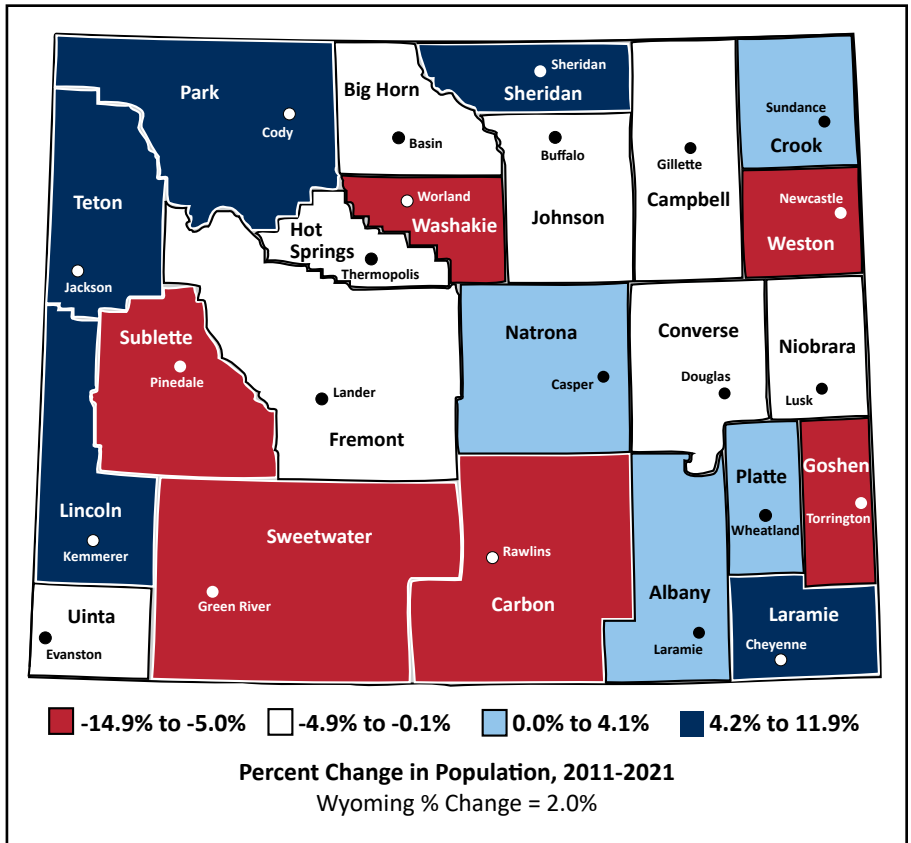 Park
Cody
Big Horn
Basin
Sheridan
Sheridan
Buffalo
Johnson
Gillette
Campbell
Sundance
Crook
Teton
Jackson
Worland
Washakie
Hot
Springs
Thermopolis
Newcastle
Weston
Sublette
Pinedale
Lander
Fremont
Natrona
Casper
Converse
Douglas
Niobrara
Lusk
Lincoln
Kemmerer
Sweetwater
Green River
Rawlins
Carbon
Platte
Wheatland
Goshen
Torrington
Uinta
Evanston
Albany
Laramie
Laramie
Cheyenne
-14.9% to -5.0% -4.9% to -0.1% 0.0% to 4.1% 4.2% to 11.9%
Percent Change in Population, 2011-2021
Wyoming % Change = 2.0%